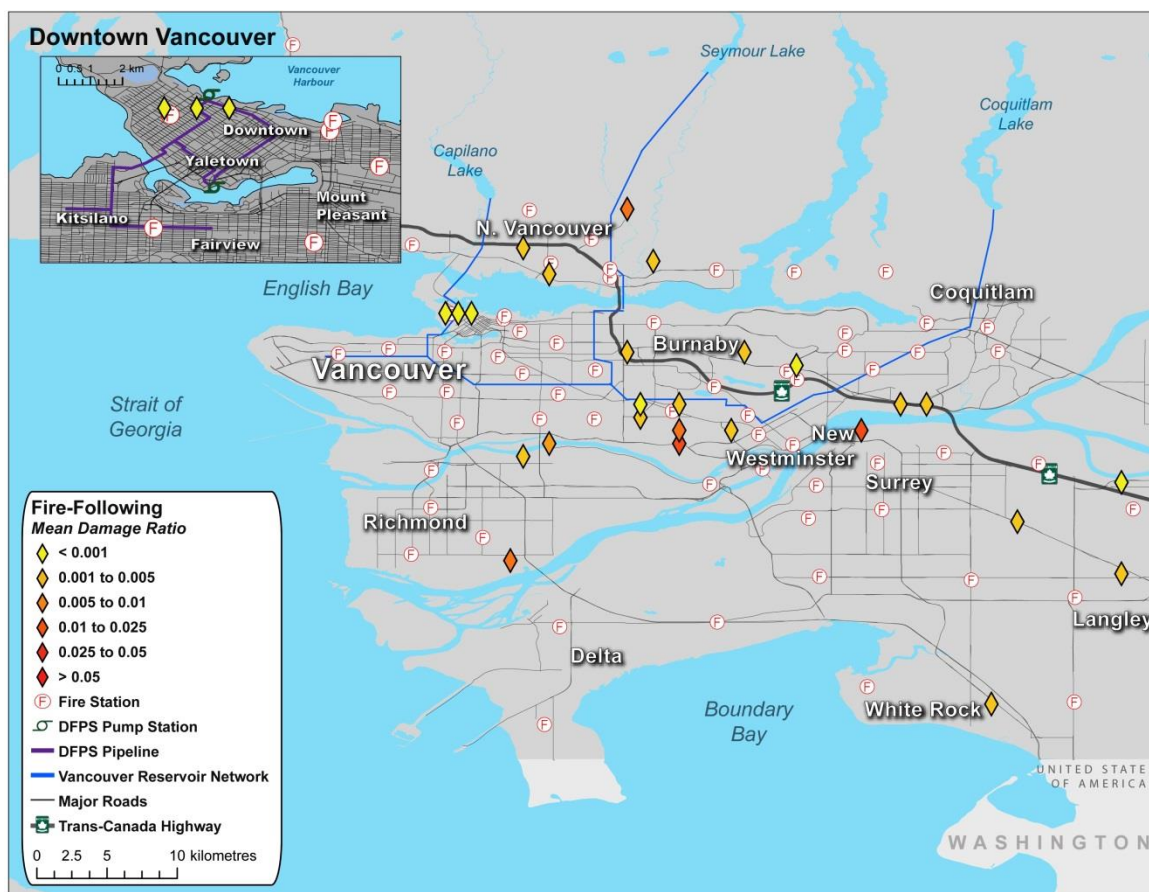 Downtown Vancouver
0 0.5 1 2 km
Vancouver
Harbour
Downtown
Yaletown
Kitsilano
Mount
Pleasant
Fairview
Seymour Lake
Coquitlam
Lake
Capilano
Lake
N. Vancouver
English Bay
Coquitlam
Burnaby
Vancouver
Strait of
Georgia
New
Westminster
Surrey
Richmond
Langley
Delta
White Rock
Boundary
Bay
UNITED STATE
OF AMERICA
WASHINGTON
Fire-Following
Mean Damage Ratio
< 0.001
0.001 to 0.005
0.005 to 0.01
0.01 to 0.025
0.025 to 0.05
> 0.05
F Fire Station
DFPS Pump Station
DFPS Pipeline
Vancouver Reservoir Network
Major Roads
Trans-Canada Highway
0 2.5 5 10 kilometres